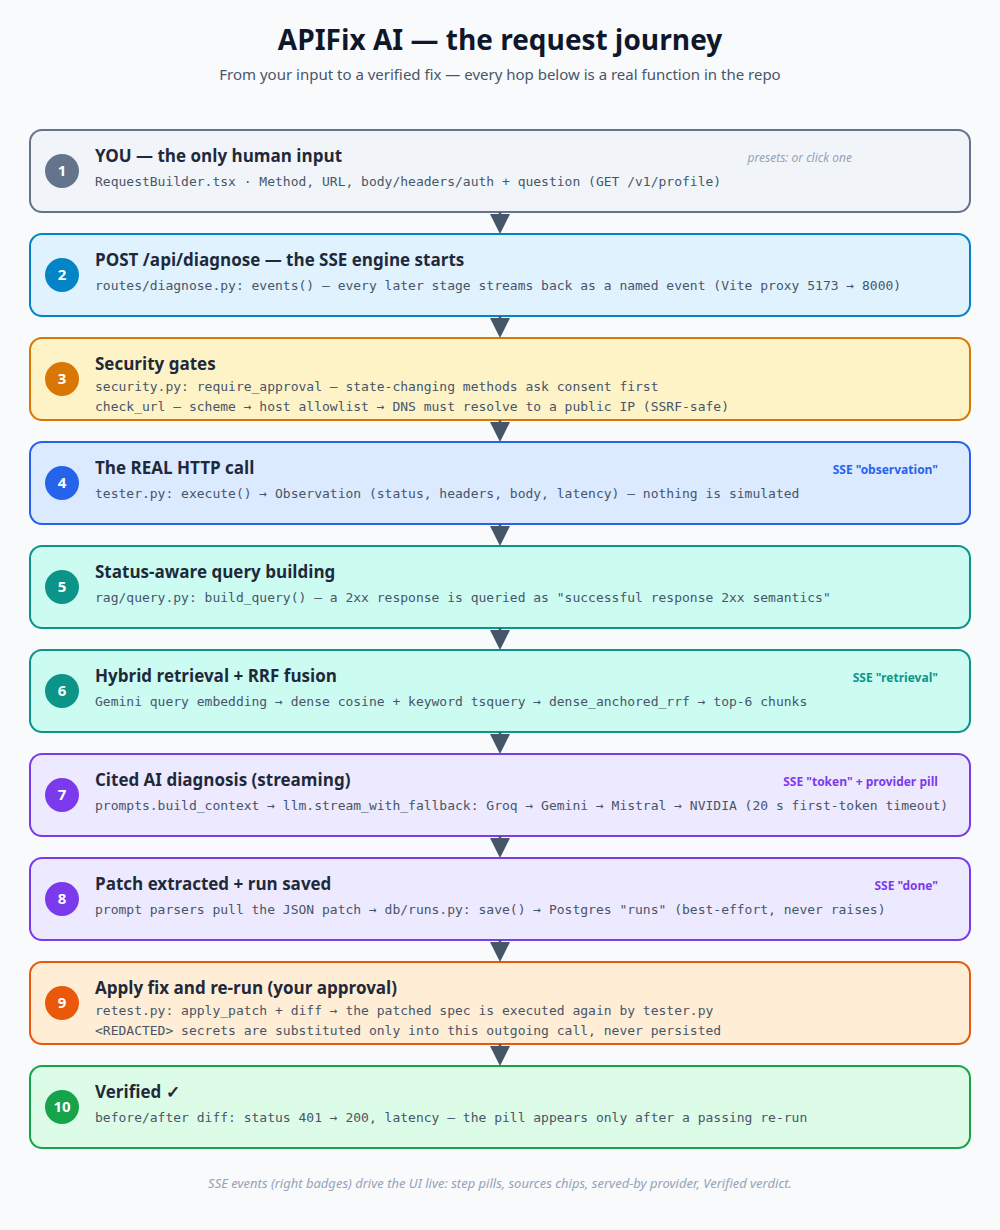 APIFix AI — the request journey
From your input to a verified fix — every hop below is a real function in the repo
1
YOU — the only human input
presets: or click one
RequestBuilder.tsx · Method, URL, body/headers/auth + question (GET /v1/profile)
2
POST /api/diagnose — the SSE engine starts
routes/diagnose.py: events() — every later stage streams back as a named event (Vite proxy 5173 → 8000)
3
Security gates
security.py: require_approval — state-changing methods ask consent first
check_url — scheme → host allowlist → DNS must resolve to a public IP (SSRF-safe)
4
The REAL HTTP call
SSE "observation"
tester.py: execute() → Observation (status, headers, body, latency) — nothing is simulated
5
Status-aware query building
rag/query.py: build_query() — a 2xx response is queried as "successful response 2xx semantics"
6
Hybrid retrieval + RRF fusion
SSE "retrieval"
Gemini query embedding → dense cosine + keyword tsquery → dense_anchored_rrf → top-6 chunks
7
Cited AI diagnosis (streaming)
SSE "token" + provider pill
prompts.build_context → llm.stream_with_fallback: Groq → Gemini → Mistral → NVIDIA (20 s first-token timeout)
8
Patch extracted + run saved
SSE "done"
prompt parsers pull the JSON patch → db/runs.py: save() → Postgres "runs" (best-effort, never raises)
9
Apply fix and re-run (your approval)
retest.py: apply_patch + diff → the patched spec is executed again by tester.py
<REDACTED> secrets are substituted only into this outgoing call, never persisted
10
Verified ✓
before/after diff: status 401 → 200, latency — the pill appears only after a passing re-run
SSE events (right badges) drive the UI live: step pills, sources chips, served-by provider, Verified verdict.